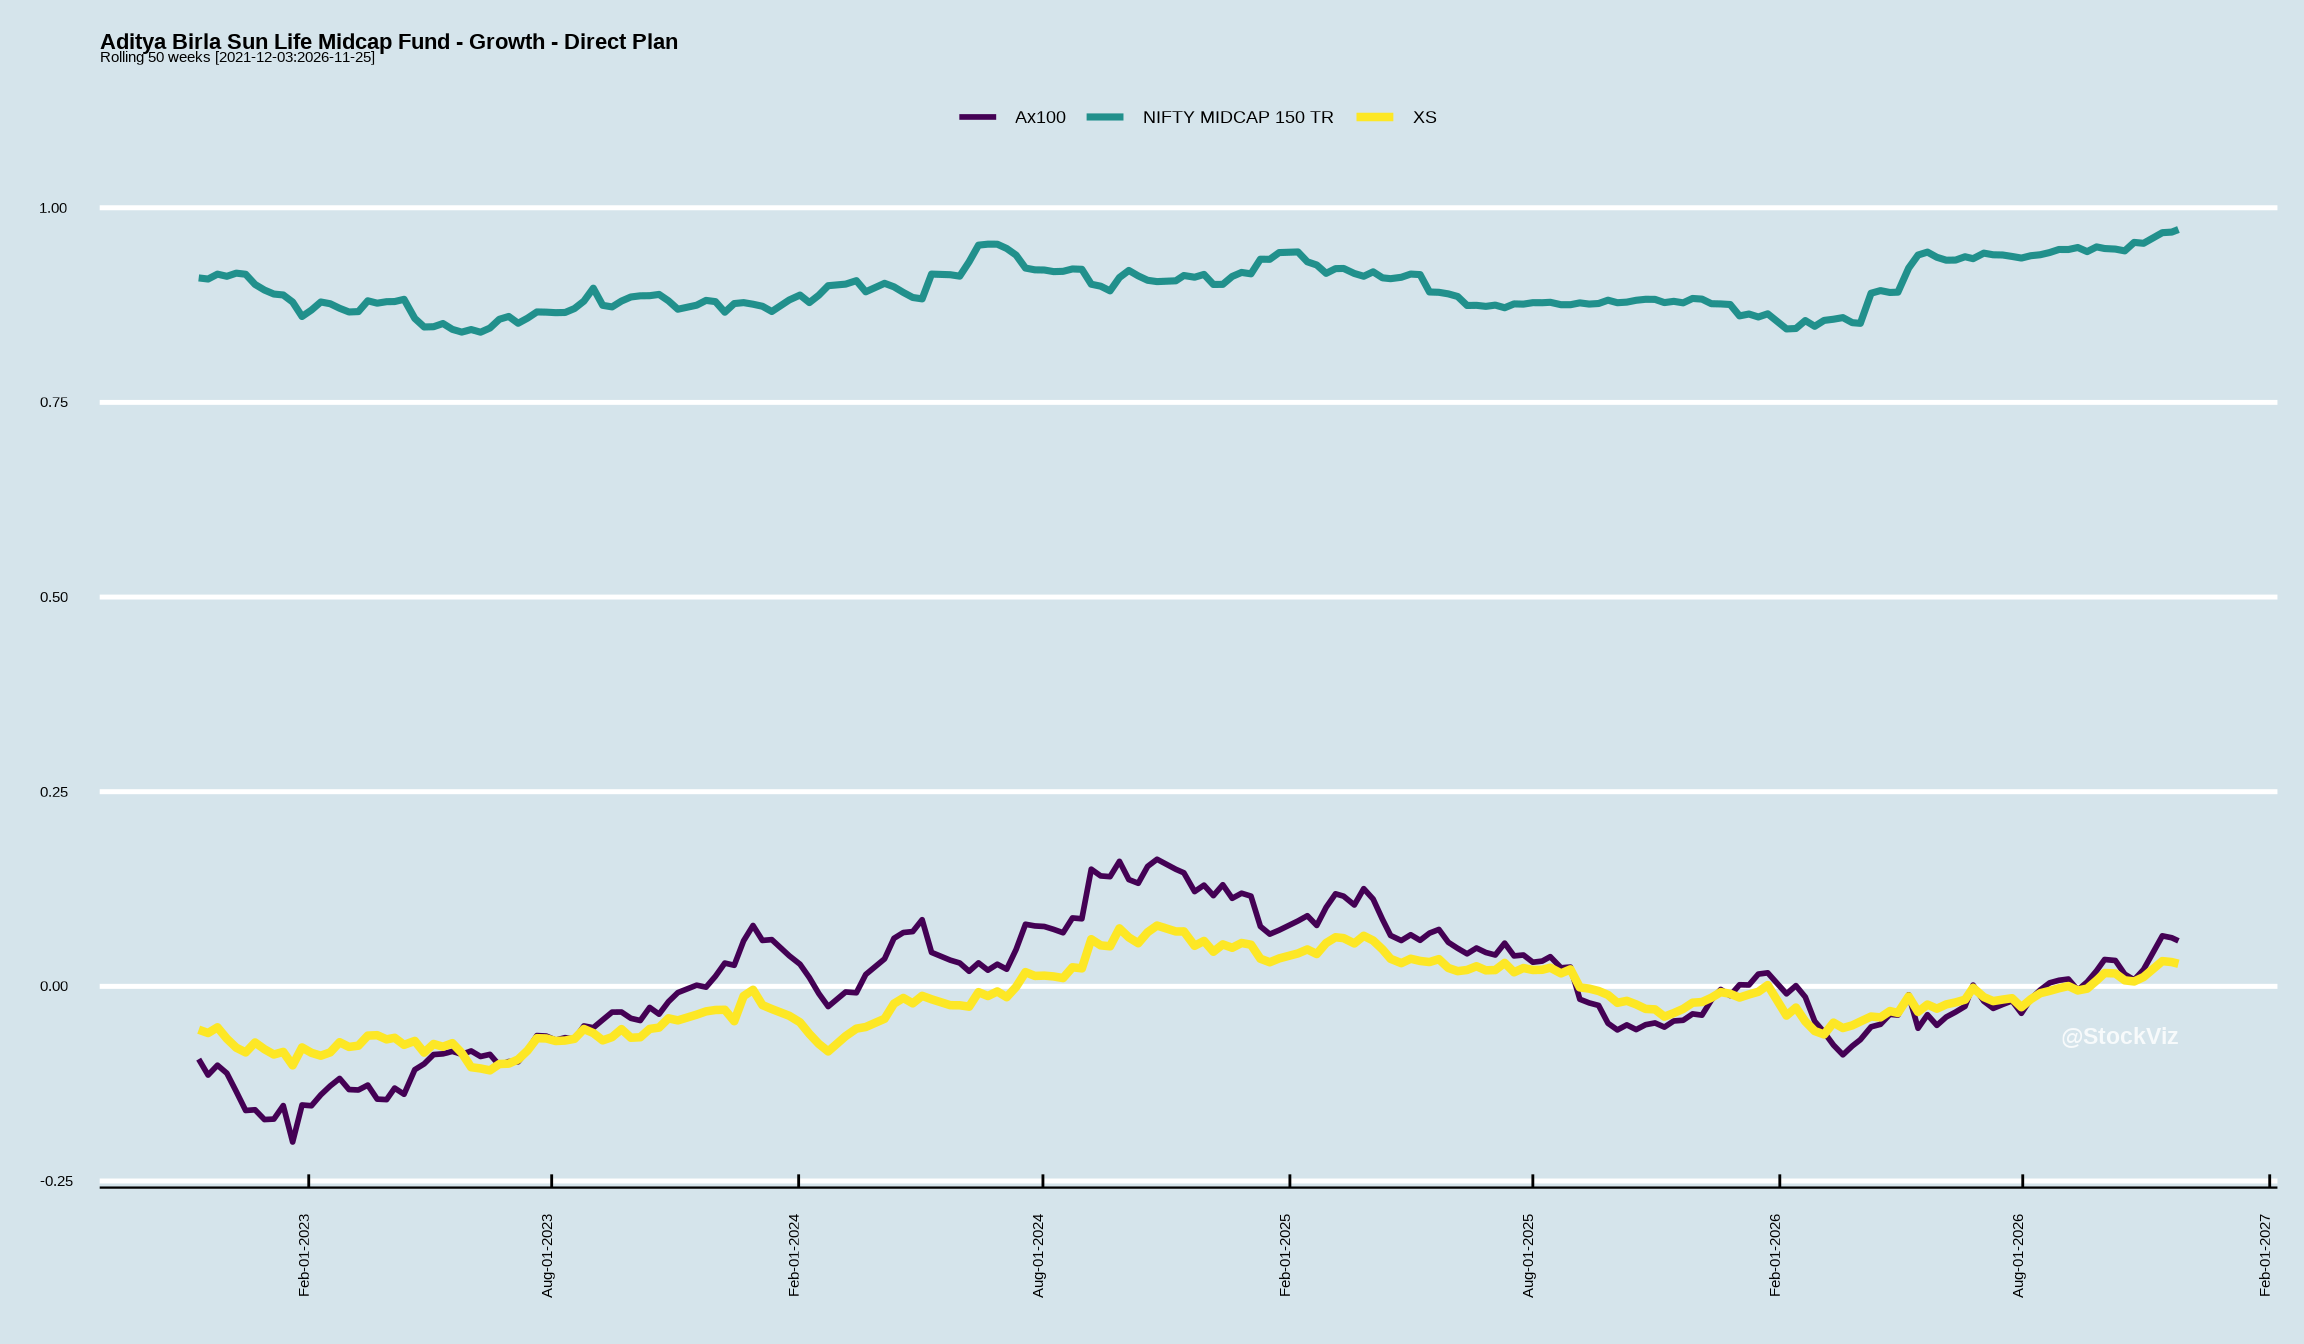 Aditya Birla Sun Life Midcap Fund - Growth - Direct Plan
Rolling 50 weeks [2021-12-03:2026-11-25]
Ax100 NIFTY MIDCAP 150 TR XS
1.00
0.75
0.50
0.25
0.00
-0.25
@StockViz
Feb-01-2023
Aug-01-2023
Feb-01-2024
Aug-01-2024
Feb-01-2025
Aug-01-2025
Feb-01-2026
Aug-01-2026
Feb-01-2027